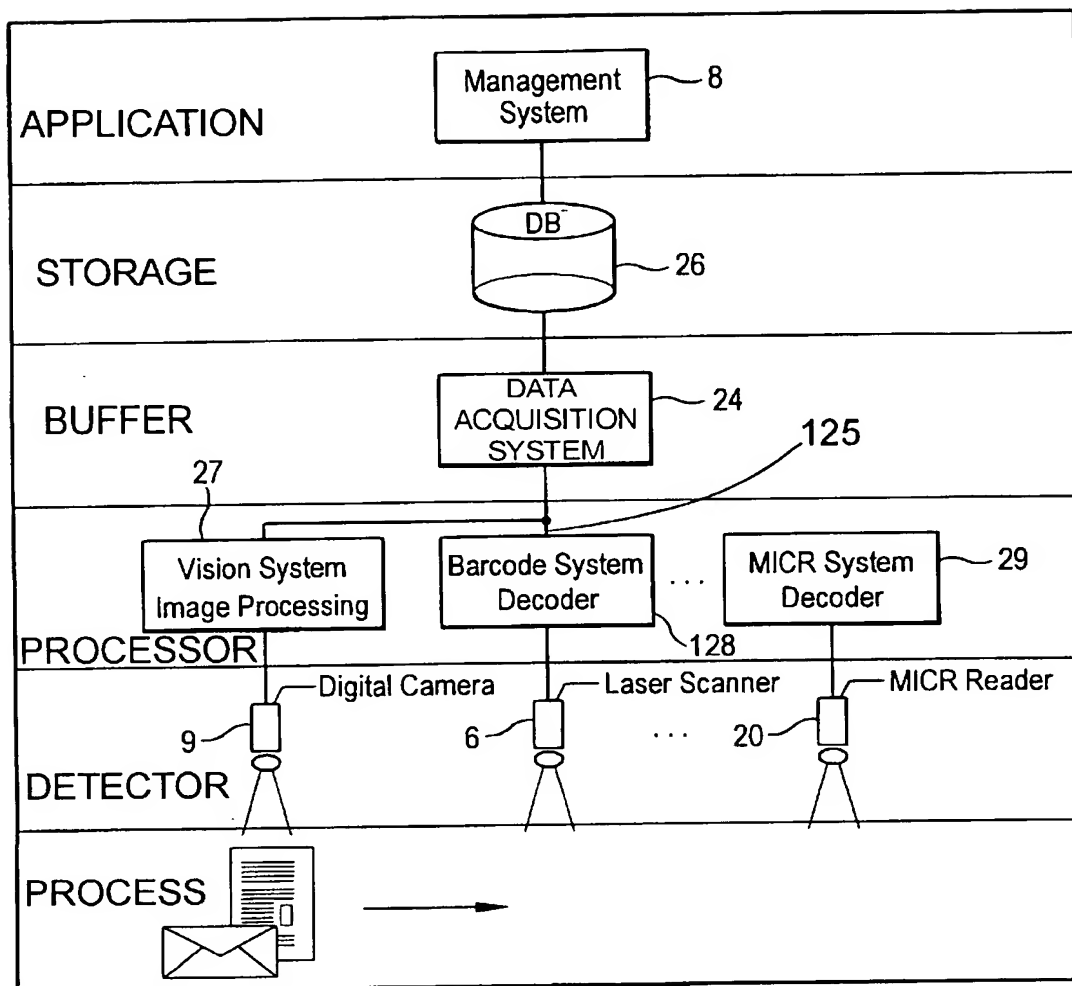 Management
System
8
APPLICATION
DB
STORAGE
26
DATA
ACQUISITION
SYSTEM
24
BUFFER
125
27
Vision System
Image Processing
Barcode System
Decoder
. . .
MICR System
Decoder
29
128
PROCESSOR
Digital Camera
Laser Scanner
MICR Reader
9
6
. . .
20
DETECTOR
PROCESS